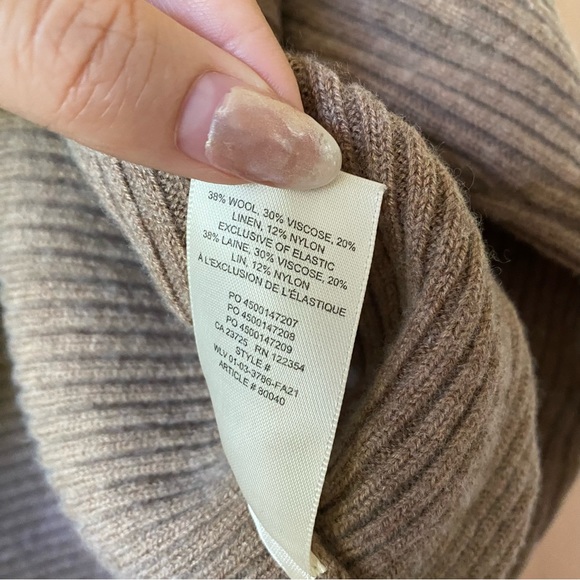 38% WOOL, 30% VISCOSE, 20%
LINEN, 12% NYLON
EXCLUSIVE OF ELASTIC
38% LAINE, 30% VISCOSE, 20%
LIN, 12% NYLON
À L'EXCLUSION DE L'ÉLASTIQUE
PO 4500147207
PO 4500147208
PO 4500147209
CA 23725 RN 122354
STYLE #
WLV 01-03-3786-FA21
ARTICLE # 80040